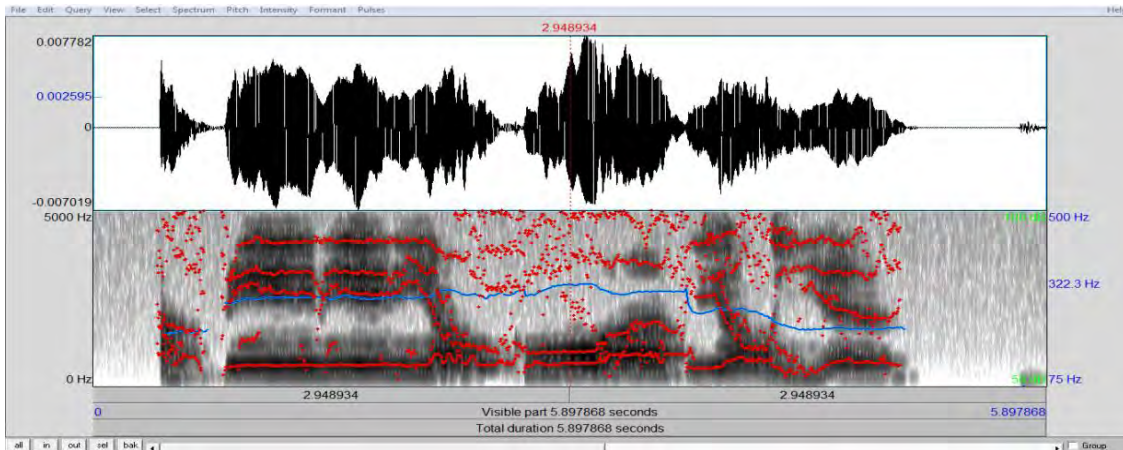 File Edit Query View Select Spectrum Pitch Intensity Formant Pulses Help
2.948934
0.007782
0.002595
0
-0.007019
5000 Hz 500 Hz
322.3 Hz
0 Hz 75 Hz
2.948934 2.948934
0 Visible part 5.897868 seconds 5.897868
Total duration 5.897868 seconds
all in out sel bak Group